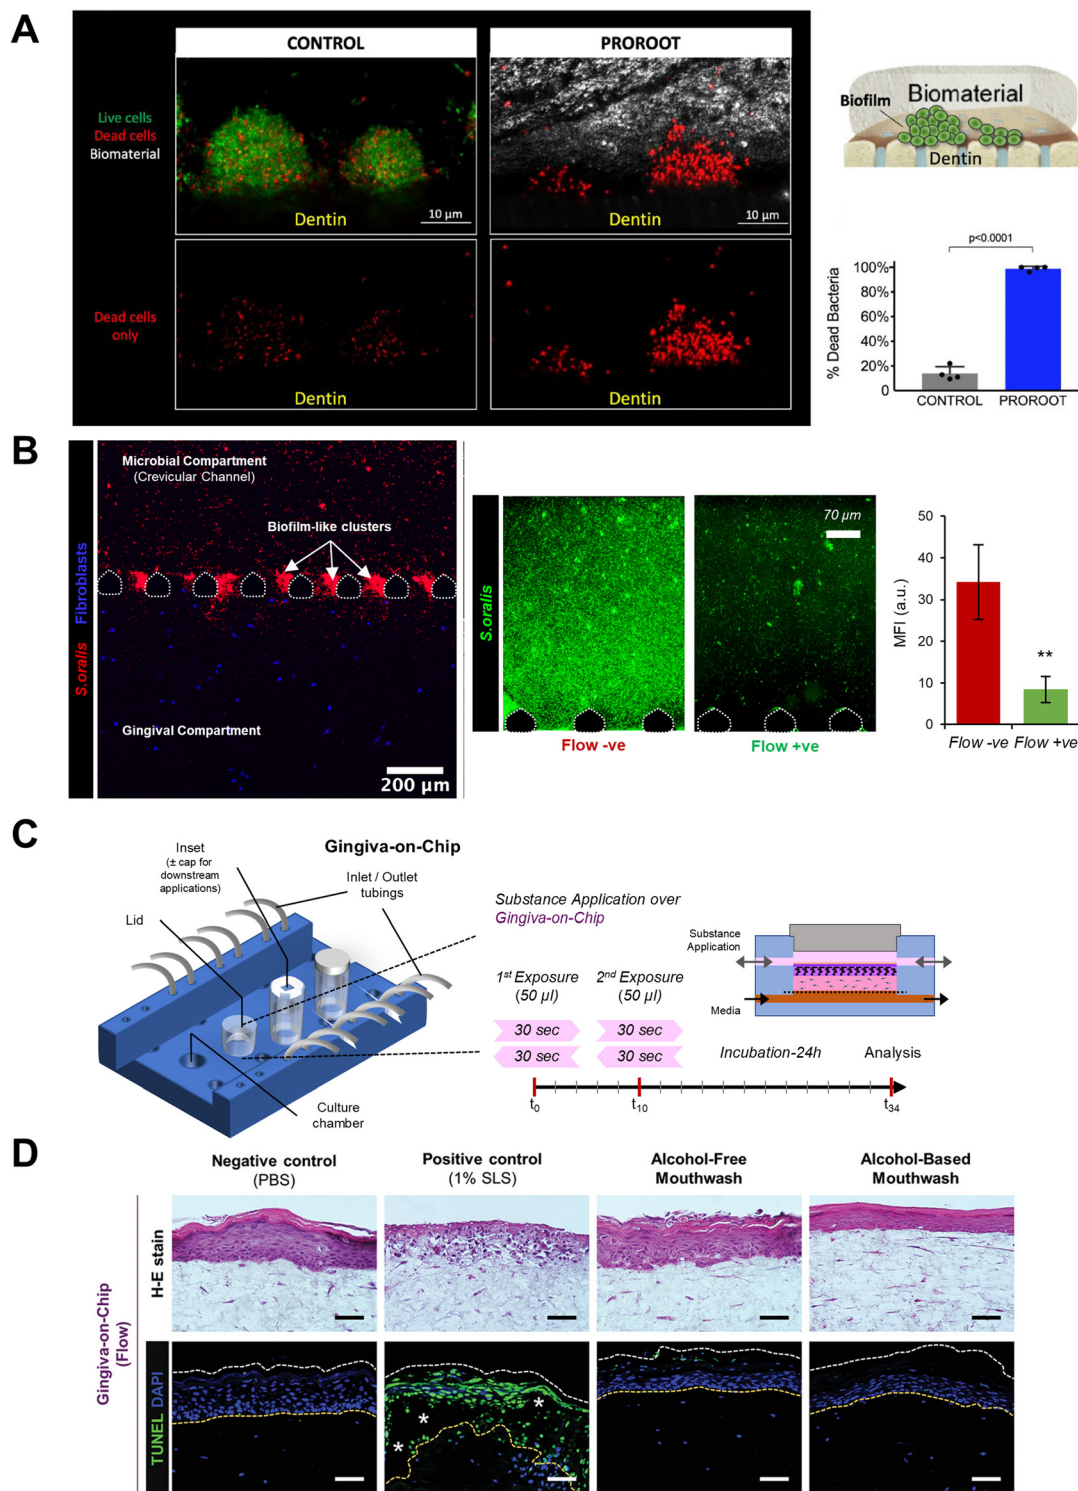 A
CONTROL
PROROOT
Live cells
Dead cells
Biomaterial
Dentin
10 µm
Dentin
10 µm
Dead cells
only
Dentin
Dentin
Biomaterial
Biofilm
Dentin
p<0.0001
% Dead Bacteria
100%
80%
60%
40%
20%
0
CONTROL
PROROOT
B
S.oralis Fibroblasts
Microbial Compartment
(Crevicular Channel)
Biofilm-like clusters
Gingival Compartment
200 µm
S.oralis
70 µm
Flow -ve
Flow +ve
MFI (a.u.)
50
40
30
20
10
0
**
Flow -ve
Flow +ve
C
Gingiva-on-Chip
Inset
(± cap for
downstream
applications)
Inlet / Outlet
tubings
Lid
Culture
chamber
Substance Application over
Gingiva-on-Chip
1st Exposure
(50 µl)
2nd Exposure
(50 µl)
30 sec
30 sec
30 sec
30 sec
Substance
Application
Media
Incubation-24h
Analysis
t0
t10
t34
D
Negative control
(PBS)
Positive control
(1% SLS)
Alcohol-Free
Mouthwash
Alcohol-Based
Mouthwash
Gingiva-on-Chip
(Flow)
H-E stain
TUNEL DAPI
*
*
*